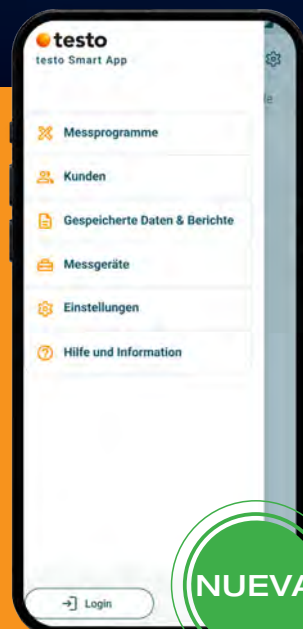 testo
testo Smart App
Messprogramme
Kunden
Gespeicherte Daten & Berichte
Messgeräte
Einstellungen
Hilfe und Information
Login
NUEVA